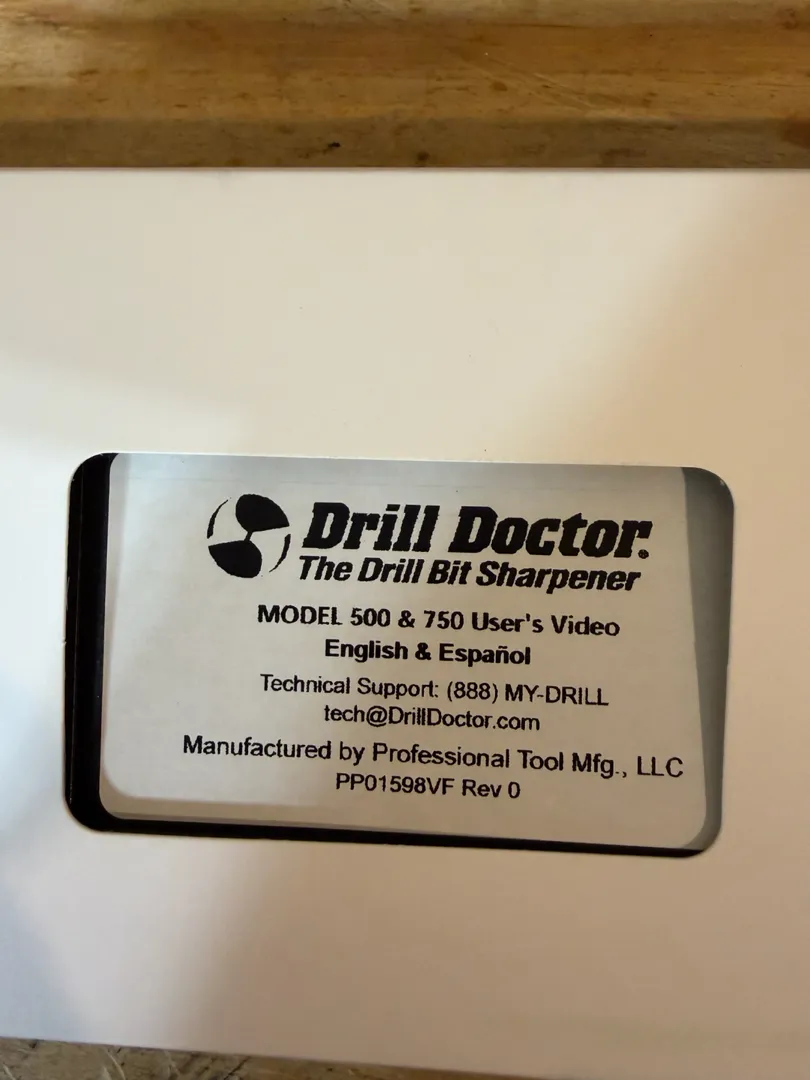 Drill Doctor.
The Drill Bit Sharpener
MODEL 500 & 750 User's Video
English & Español
Technical Support: (888) MY-DRILL
tech@DrillDoctor.com
Manufactured by Professional Tool Mfg., LLC
PP01598VF Rev 0